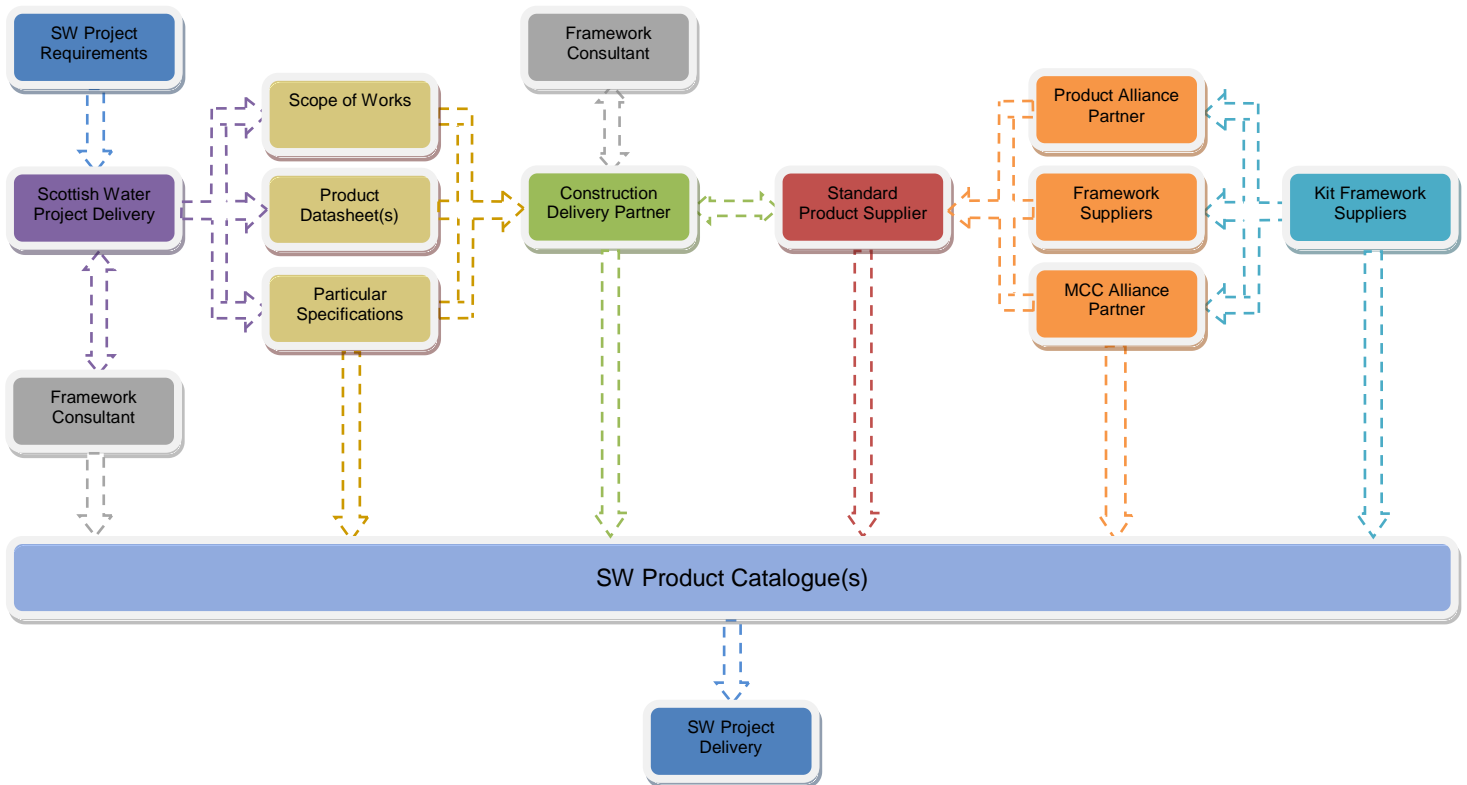 SW Project
Requirements
Framework
Consultant
Scope of Works
Product Alliance
Partner
Scottish Water
Project Delivery
Product
Datasheet(s)
Construction
Delivery Partner
Standard
Product Supplier
Framework
Suppliers
Kit Framework
Suppliers
Particular
Specifications
MCC Alliance
Partner
Framework
Consultant
SW Product Catalogue(s)
SW Project
Delivery